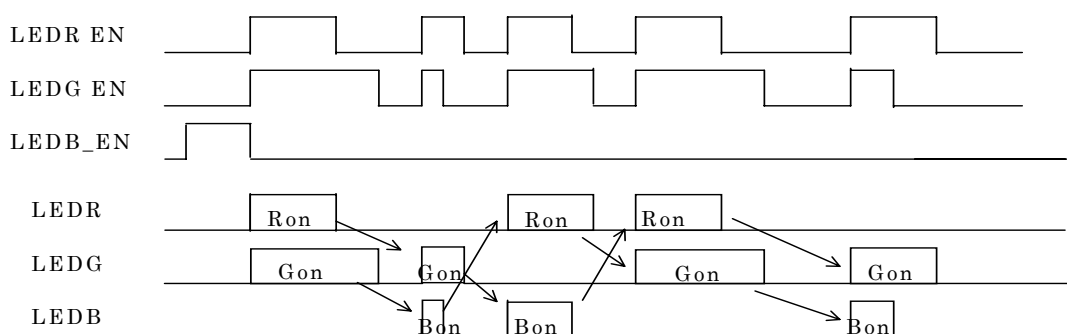 LEDR EN
LEDG EN
LEDB_EN
LEDR Ron Ron Ron
LEDG Gon Gon Gon Gon
LEDB Bon Bon Bon